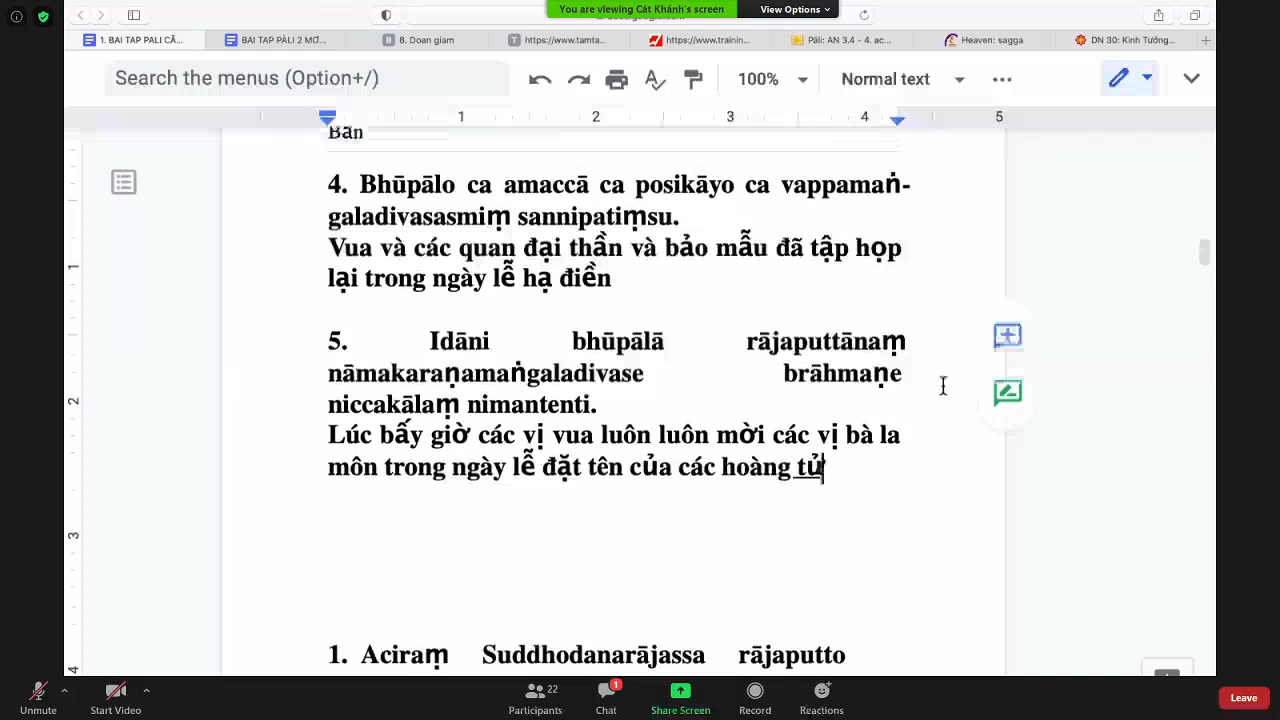 You are viewing Cát Khánh's screen
View Options
1. BAI TAP PALI CĂ...
BAI TAP PÀLI 2 MƠ...
8. Doan giam
https://www.tamta...
https://www.trainin...
Pāli: AN 3.4 - 4. ac...
Heaven: sagga
DN 30: Kinh Tướng...
Search the menus (Option+/)
100%
Normal text
1 2 3 4 5
Bản
4. Bhūpālo ca amaccā ca posikāyo ca vappamaṅ-
galadivasasmiṃ sannipatiṃsu.
Vua và các quan đại thần và bảo mẫu đã tập họp
lại trong ngày lễ hạ điền
5. Idāni bhūpālā rājaputtānaṃ
nāmakaraṇamaṅgaladivase brāhmaṇe
niccakālaṃ nimantenti.
Lúc bấy giờ các vị vua luôn luôn mời các vị bà la
môn trong ngày lễ đặt tên của các hoàng tử
1. Aciraṃ Suddhodanarājassa rājaputto
1
2
3
4
22
1
Unmute
Start Video
Participants
Chat
Share Screen
Record
Reactions
Leave